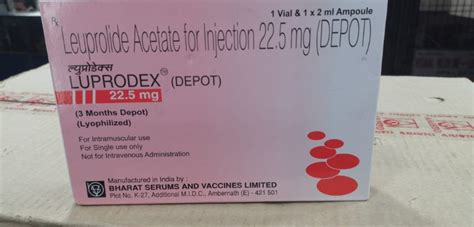 1 Vial & 1 x 2 ml Ampoule
Rx
Leuprolide Acetate for Injection 22.5 mg (DEPOT)
ल्युप्रोडेक्स
LUPRODEX™ (DEPOT)
22.5 mg
(3 Months Depot)
(Lyophilized)
For Intramuscular use
For Single use only
Not for Intravenous Administration
Manufactured in India by :
BHARAT SERUMS AND VACCINES LIMITED
Plot No. K-27, Additional M.I.D.C., Ambernath (E) - 421 501